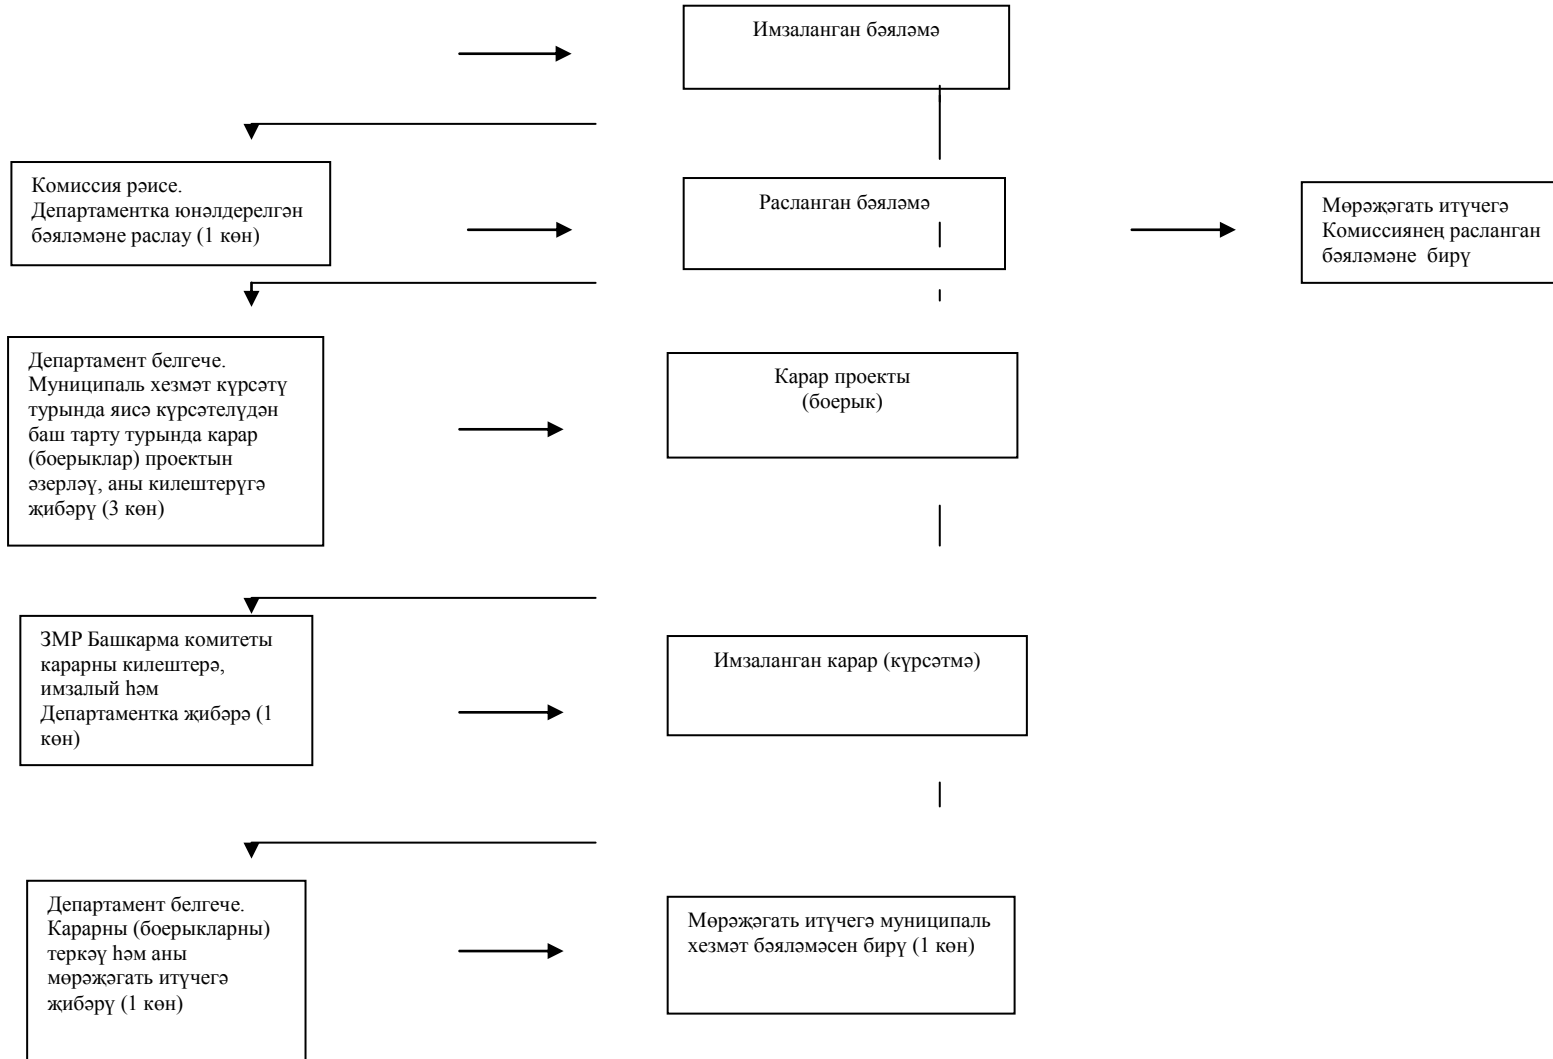 Имзаланган бәяләмә
Комиссия рәисе.
Департаментка юнәлдерелгән
бәяләмәне раслау (1 көн)
Расланган бәяләмә
Мөрәҗәгать итүчегә
Комиссиянең расланган
бәяләмәне  бирү
Департамент белгече.
Муниципаль хезмәт күрсәтү
турында яисә күрсәтелүдән
баш тарту турында карар
(боерыклар) проектын
әзерләү, аны килештерүгә
җибәрү (3 көн)
Карар проекты
(боерык)
ЗМР Башкарма комитеты
карарны килештерә,
имзалый һәм
Департаментка җибәрә (1
көн)
Имзаланган карар (күрсәтмә)
Департамент белгече.
Карарны (боерыкларны)
теркәү һәм аны
мөрәҗәгать итүчегә
җибәрү (1 көн)
Мөрәҗәгать итүчегә муниципаль
хезмәт бәяләмәсен бирү (1 көн)